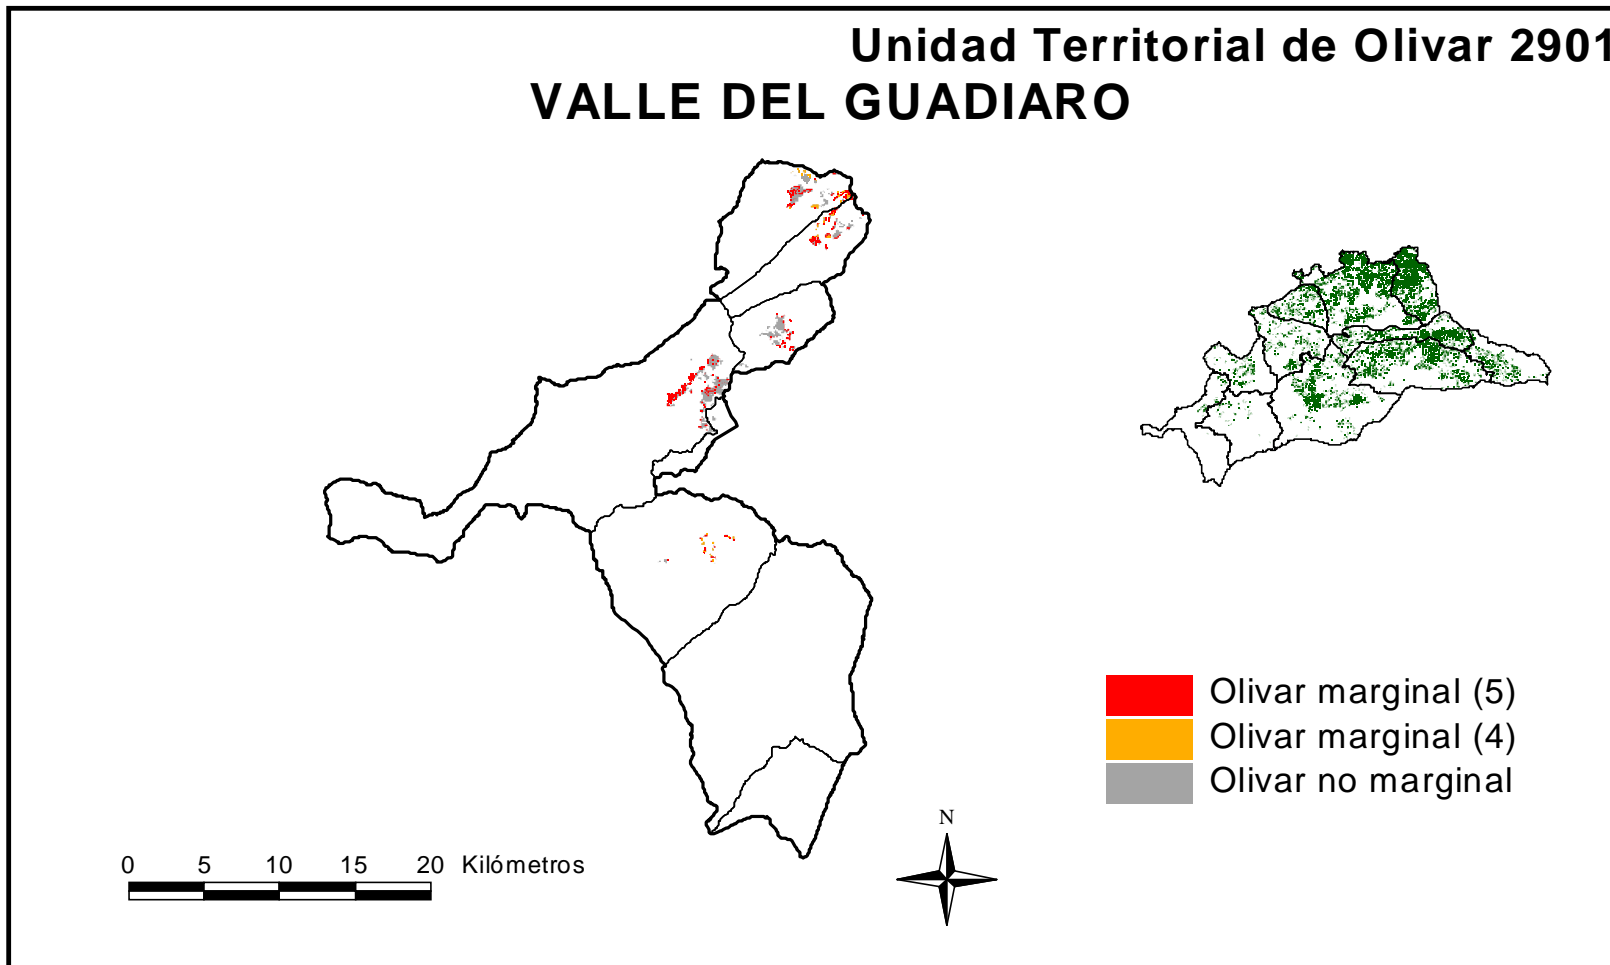 Unidad Territorial de Olivar 2901
VALLE DEL GUADIARO
Olivar marginal (5)
Olivar marginal (4)
Olivar no marginal
N
0 5 10 15 20 Kilómetros